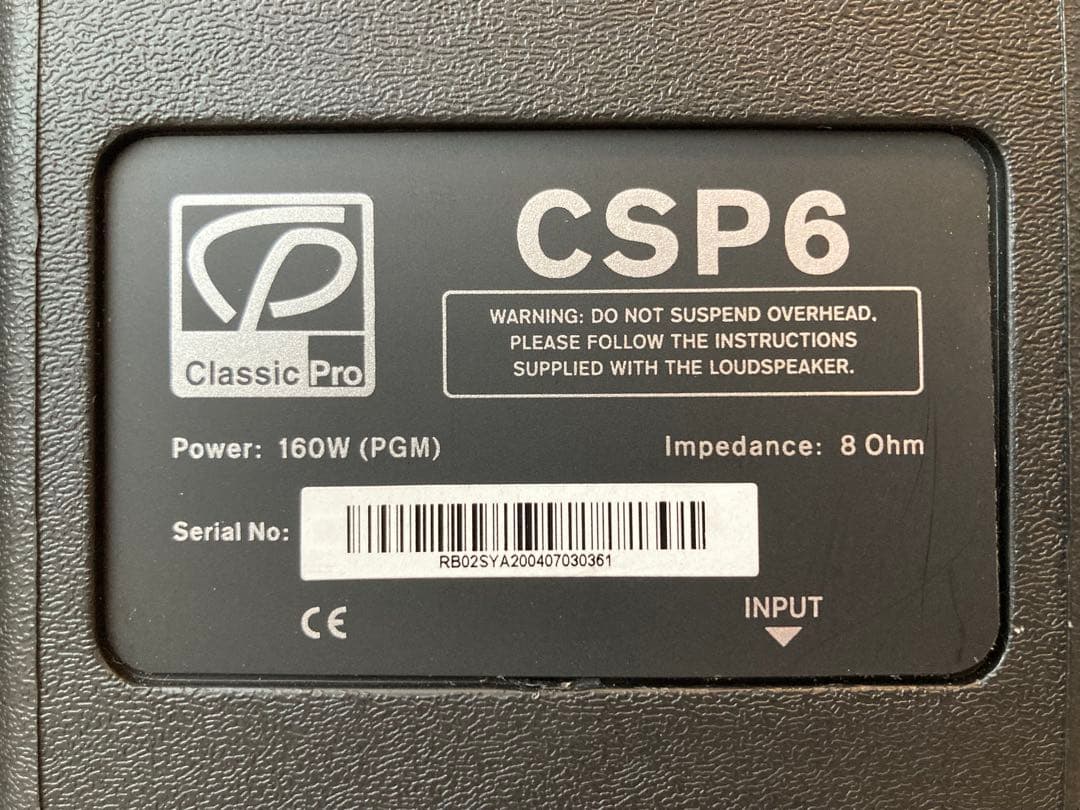 CP
Classic Pro
CSP6
WARNING: DO NOT SUSPEND OVERHEAD,
PLEASE FOLLOW THE INSTRUCTIONS
SUPPLIED WITH THE LOUDSPEAKER.
Power: 160W (PGM)
Impedance: 8 Ohm
Serial No:
RB02SYA200407030361
CE
INPUT